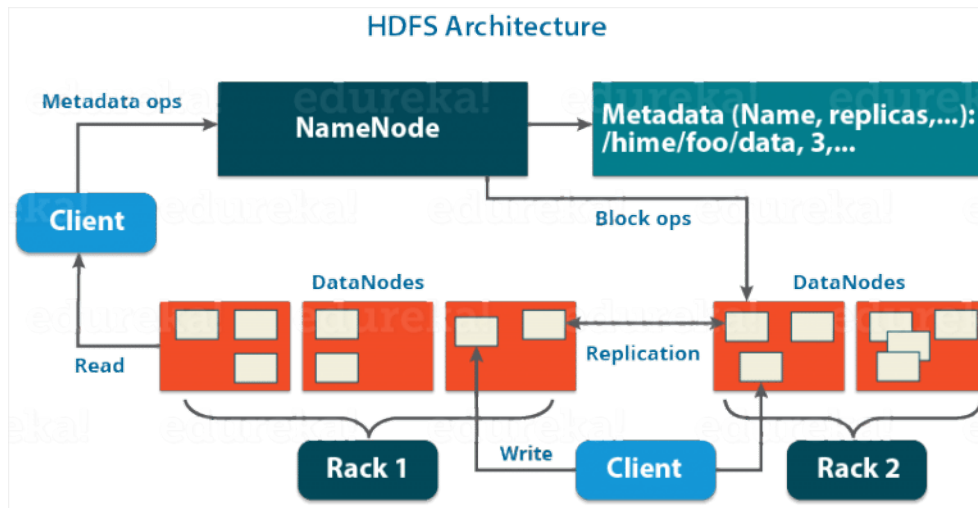 HDFS Architecture
Metadata ops
NameNode
Metadata (Name, replicas,...):
/hime/foo/data, 3,...
Client
Block ops
DataNodes
DataNodes
Read
Replication
Write
Rack 1
Client
Rack 2
edureka!